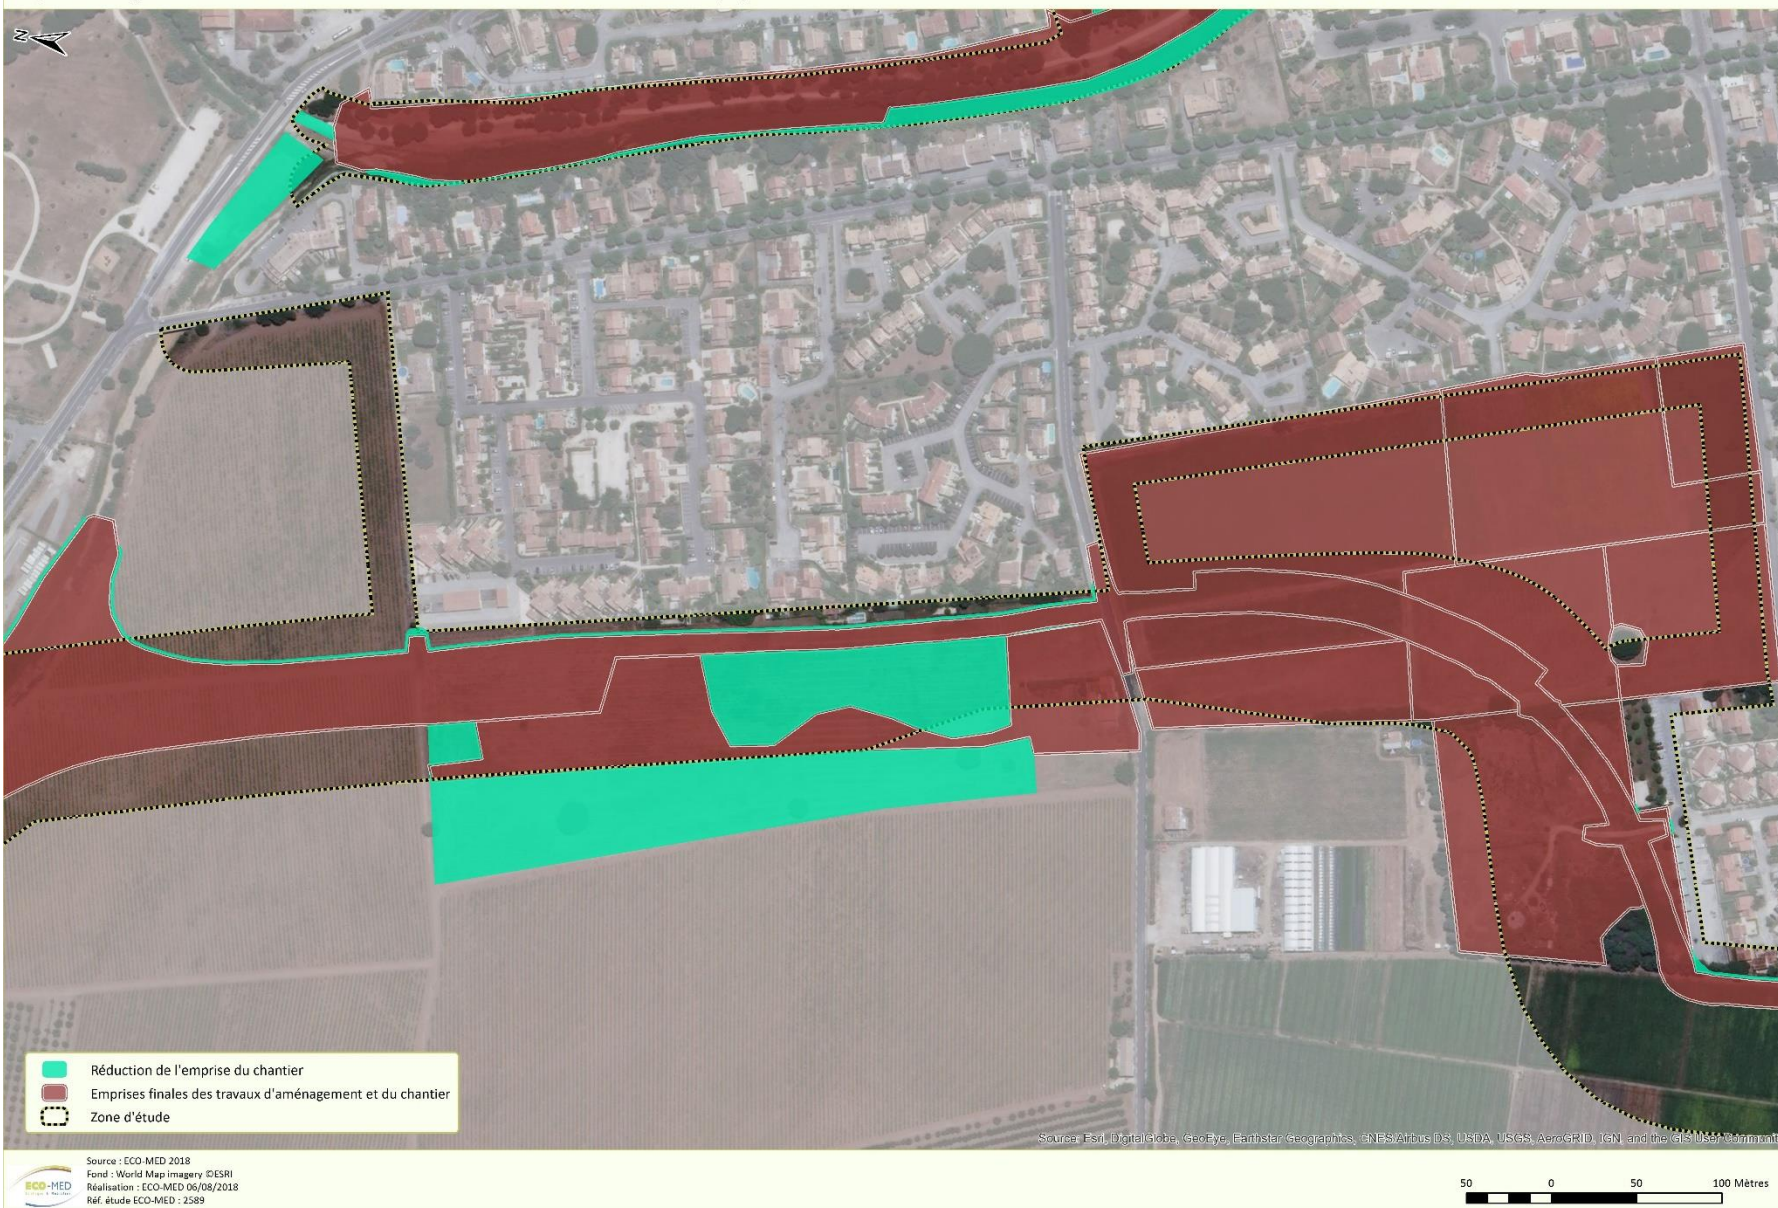 N
Réduction de l'emprise du chantier
Emprises finales des travaux d'aménagement et du chantier
Zone d'étude
Source: Esri, DigitalGlobe, GeoEye, Earthstar Geographics, CNES/Airbus DS, USDA, USGS, AeroGRID, IGN, and the GIS User Communit
ECO-MED
Source : ECO-MED 2018
Fond : World Map imagery ©ESRI
Réalisation : ECO-MED 06/08/2018
Réf. étude ECO-MED : 2589
50 0 50 100 Mètres